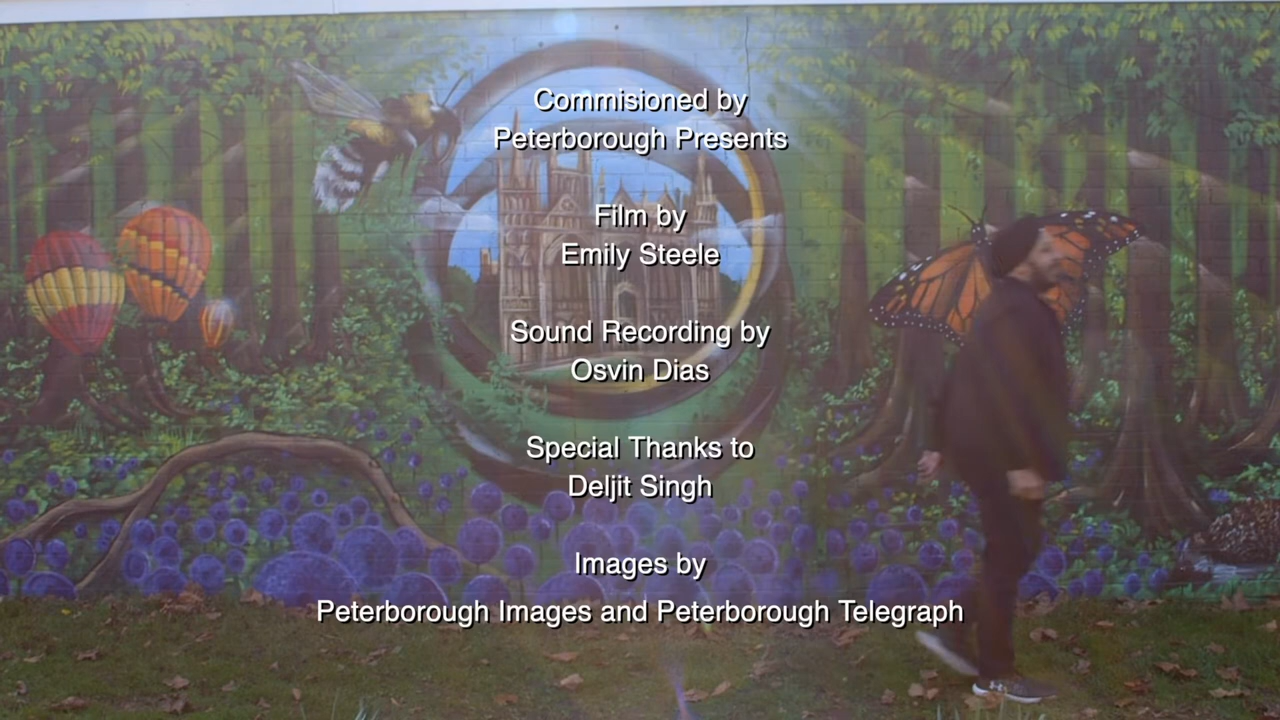 Commisioned by
Peterborough Presents
Film by
Emily Steele
Sound Recording by
Osvin Dias
Special Thanks to
Deljit Singh
Images by
Peterborough Images and Peterborough Telegraph